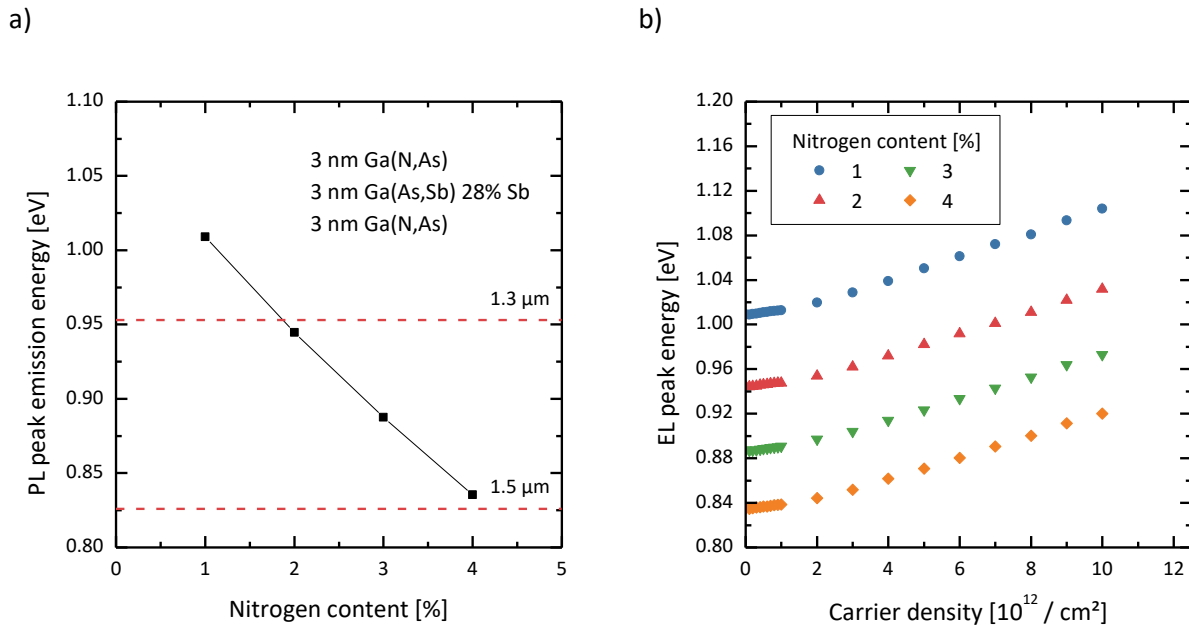 a)
PL peak emission energy [eV]
1.10
1.05
1.00
0.95
0.90
0.85
0.80
3 nm Ga(N,As)
3 nm Ga(As,Sb) 28% Sb
3 nm Ga(N,As)
1.3 µm
1.5 µm
0 1 2 3 4 5
Nitrogen content [%]
b)
EL peak energy [eV]
1.20
1.16
1.12
1.08
1.04
1.00
0.96
0.92
0.88
0.84
0.80
Nitrogen content [%]
1 3
2 4
0 2 4 6 8 10 12
Carrier density [10¹² / cm²]